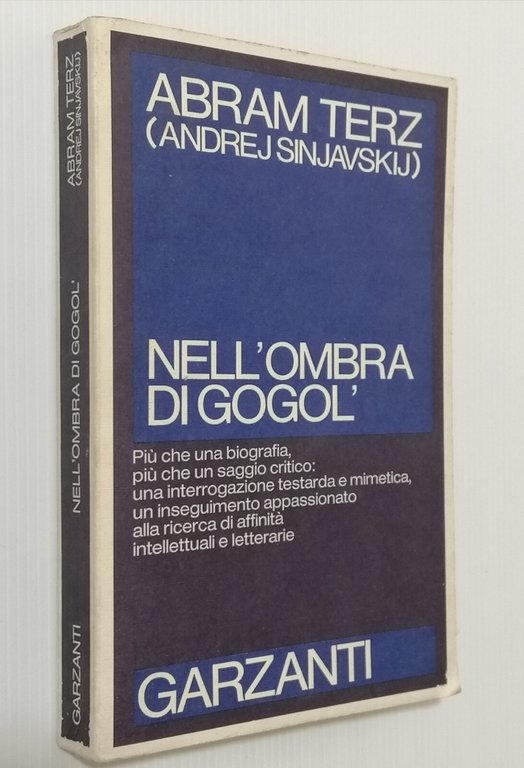 ABRAM TERZ
(ANDREJ SINJAVSKIJ)
NELL'OMBRA DI GOGOL'
GARZANTI
ABRAM TERZ
(ANDREJ SINJAVSKIJ)
NELL'OMBRA
DI GOGOL'
Più che una biografia,
più che un saggio critico:
una interrogazione testarda e mimetica,
un inseguimento appassionato
alla ricerca di affinità
intellettuali e letterarie
GARZANTI